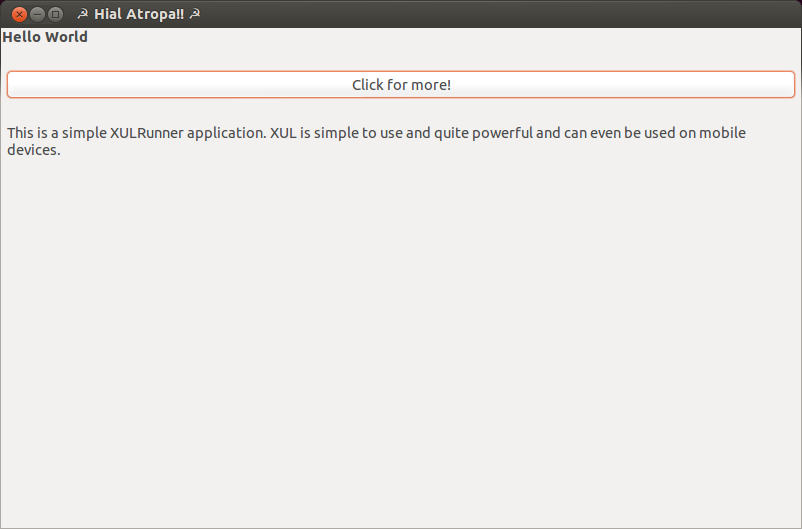 ☭ Hial Atropa!! ☭
Hello World
Click for more!
This is a simple XULRunner application. XUL is simple to use and quite powerful and can even be used on mobile
devices.